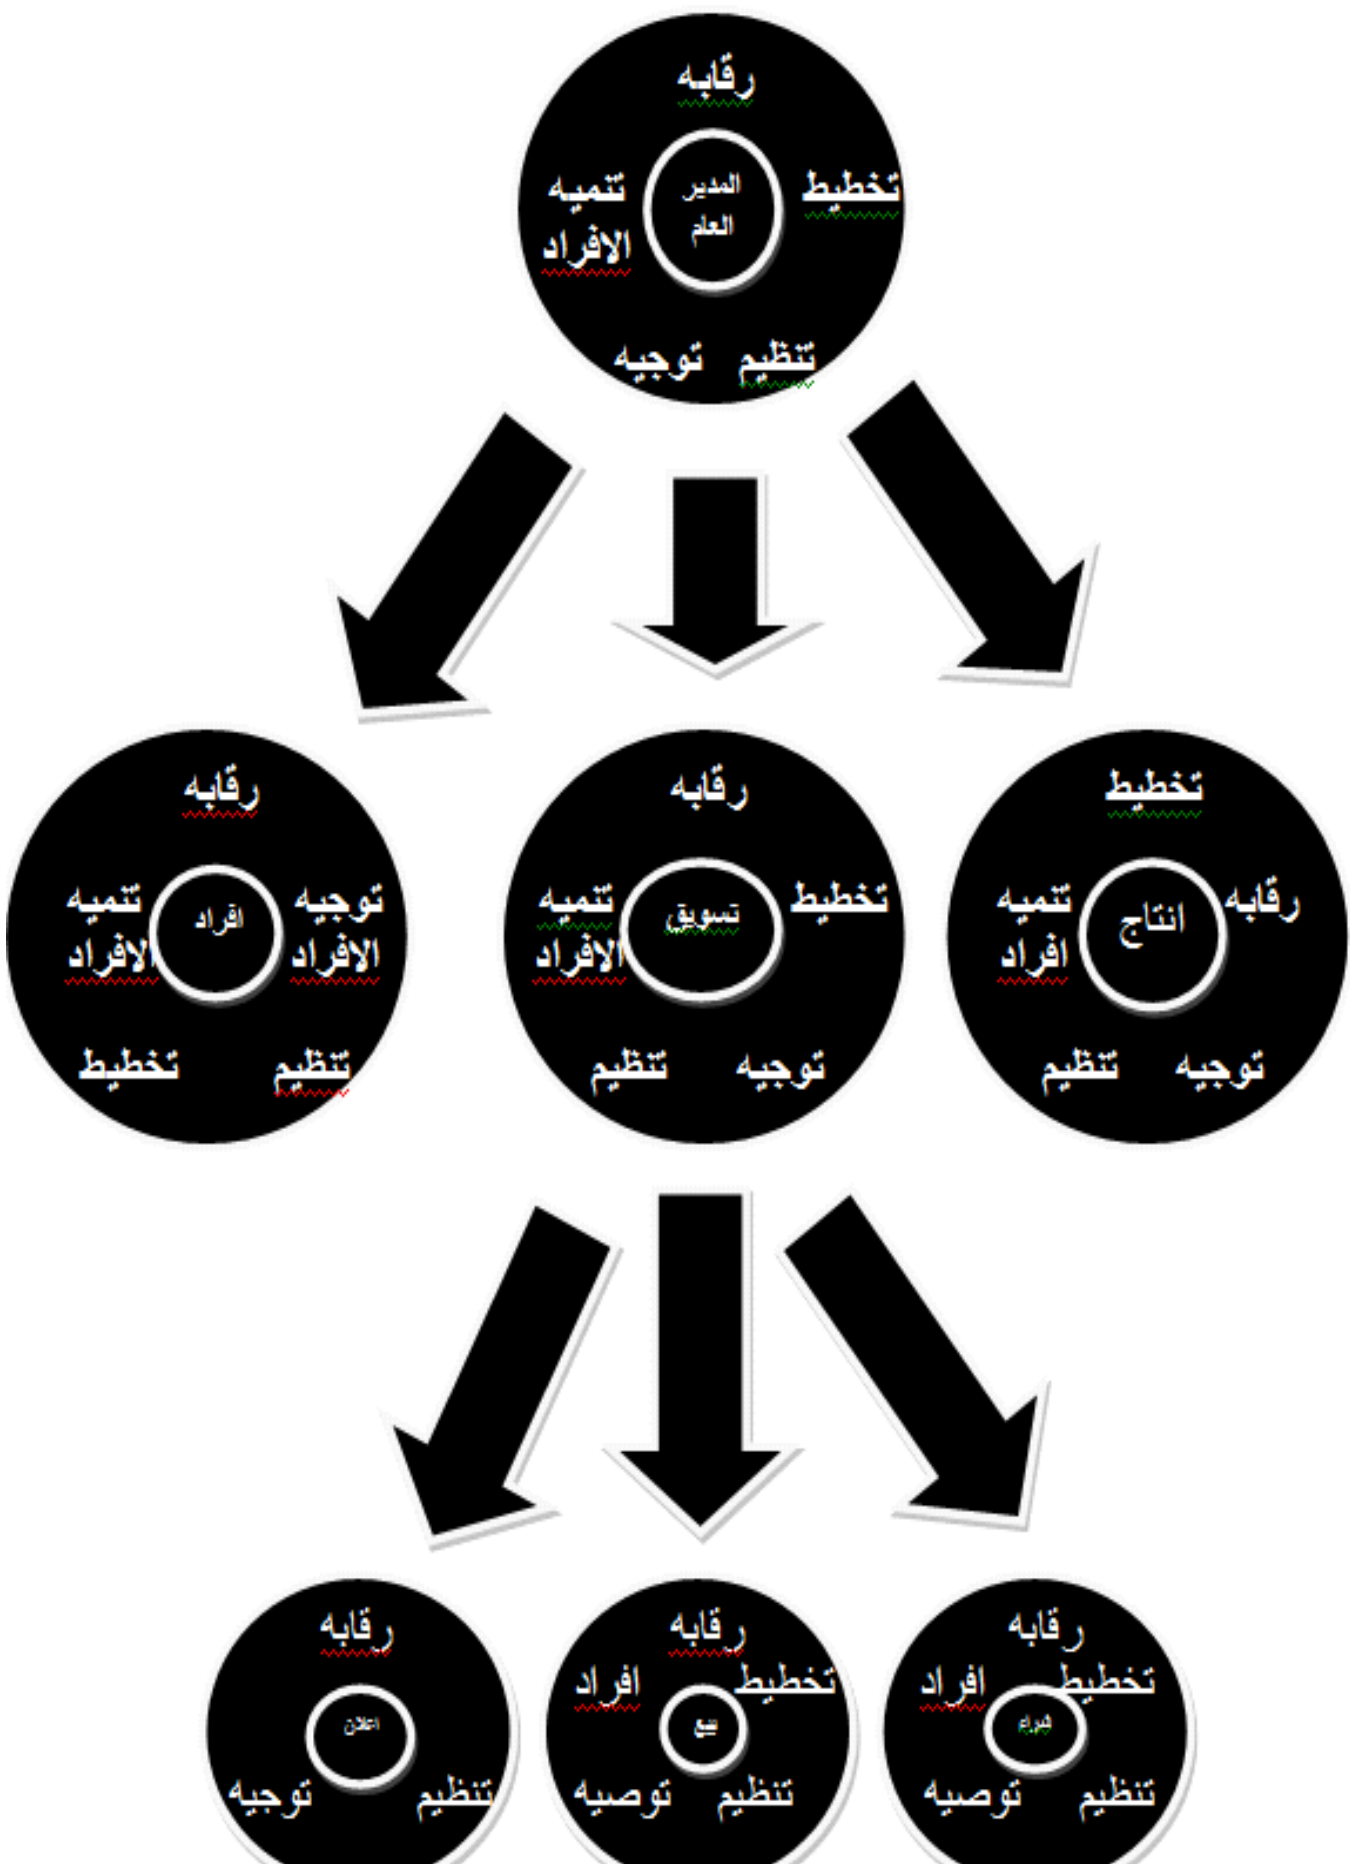 رقابه
تخطيط
المدير
العام
تنميه
الافراد
تنظيم
توجيه
تخطيط
رقابه
انتاج
تنميه
افراد
توجيه
تنظيم
رقابه
تخطيط
تسويق
تنميه
الافراد
توجيه
تنظيم
رقابه
توجيه
الافراد
افراد
تنميه
الافراد
تنظيم
تخطيط
رقابه
تخطيط
افراد
شراء
تنظيم
توصيه
رقابه
تخطيط
افراد
بيع
تنظيم
توصيه
رقابه
اعلان
تنظيم
توجيه